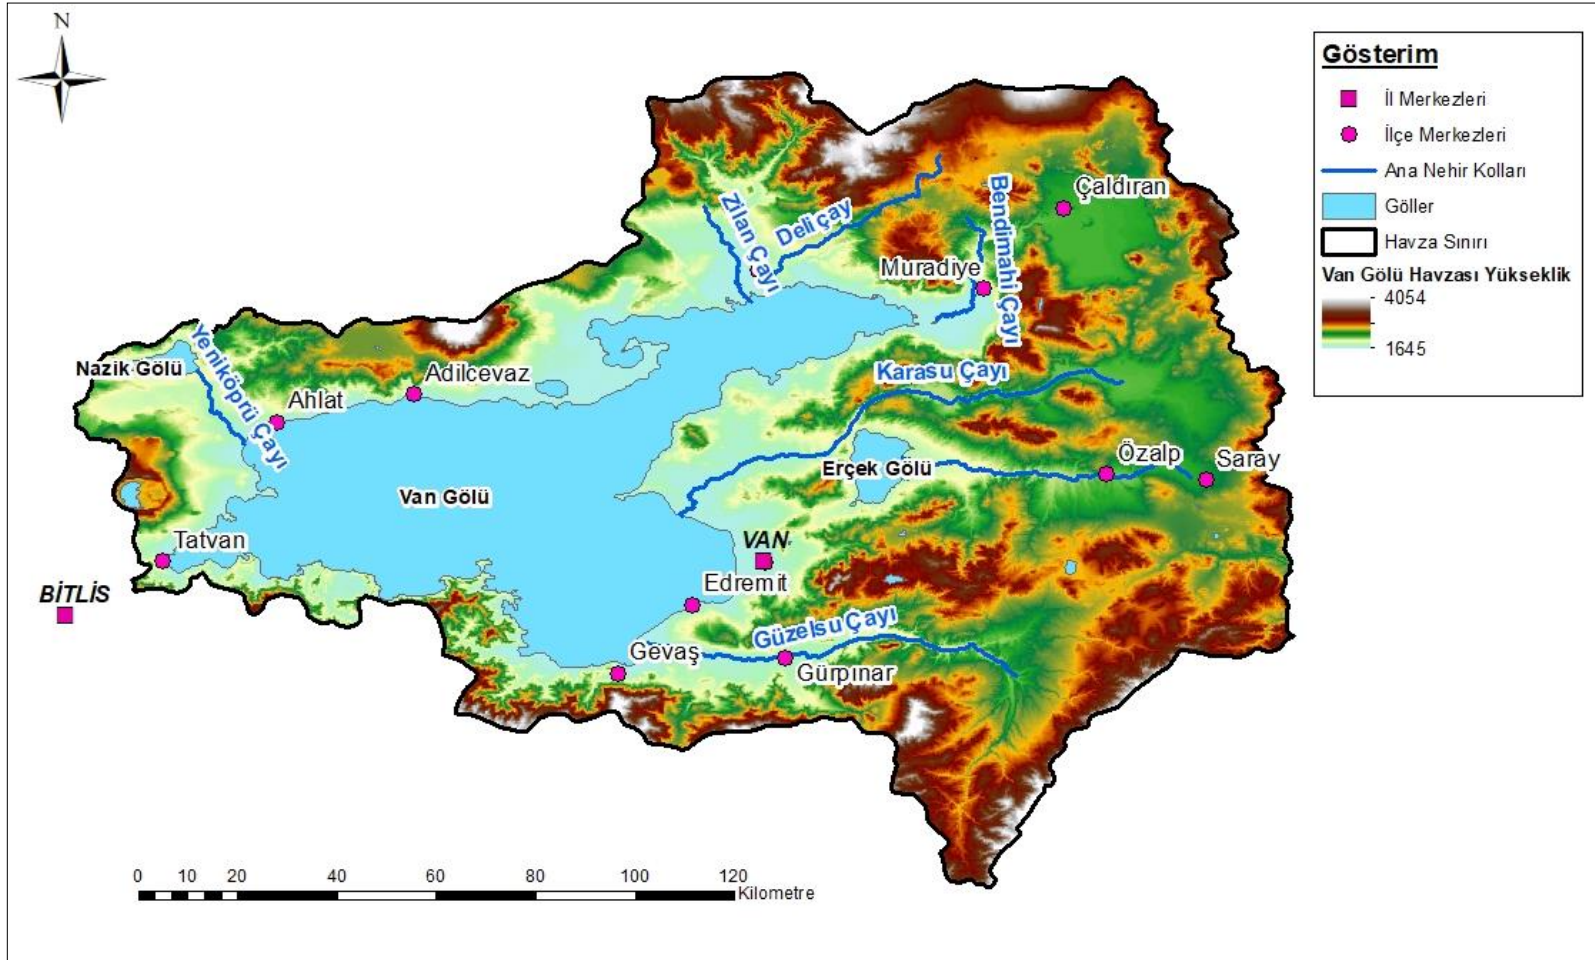 N
Gösterim
İl Merkezleri
İlçe Merkezleri
Ana Nehir Kolları
Göller
Havza Sınırı
Van Gölü Havzası Yükseklik
4054
1645
Zilan Çayı
Deli çay
Bendimahi Çayı
Çaldıran
Muradiye
Yeniköprü Çayı
Nazik Gölü
Adilcevaz
Ahlat
Karasu Çayı
Özalp
Saray
Erçek Gölü
Van Gölü
Tatvan
VAN
BİTLİS
Edremit
Güzelsu Çayı
Gevaş
Gürpınar
0 10 20 40 60 80 100 120
Kilometre